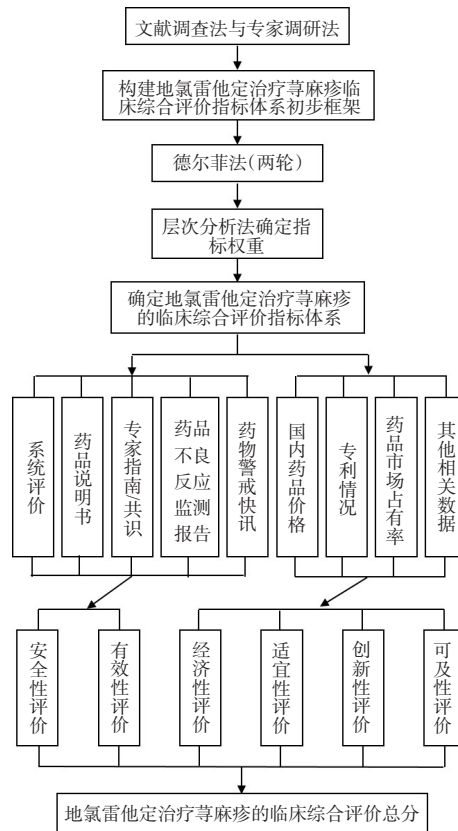 文献调查法与专家调研法
构建地氯雷他定治疗荨麻疹临
床综合评价指标体系初步框架
德尔菲法(两轮)
层次分析法确定指
标权重
确定地氯雷他定治疗荨麻疹
的临床综合评价指标体系
系统评价
药品说明书
专家指南/共识
药品
不良
反应
监测
报告
药物警戒快讯
国内药品价格
专利情况
药品市场占有率
其他相关数据
安全性评价
有效性评价
经济性评价
适宜性评价
创新性评价
可及性评价
地氯雷他定治疗荨麻疹的临床综合评价总分